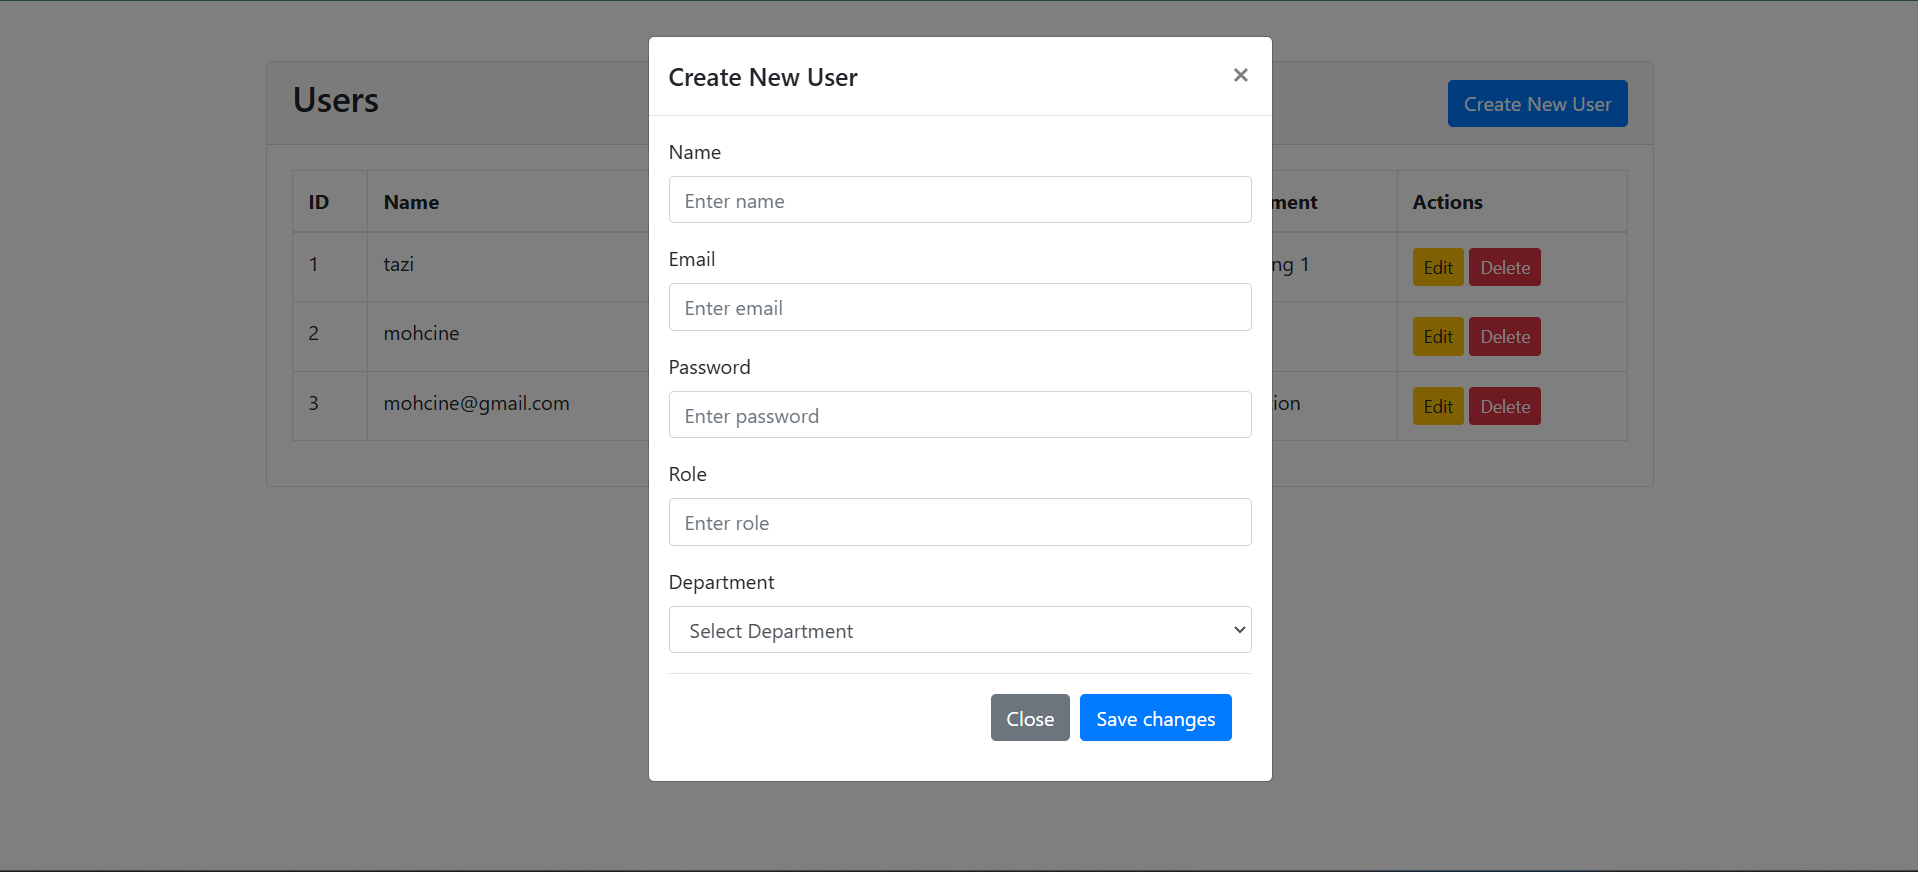 Create New User ×
Users
Create New User
Name
Enter name
Email
Enter email
Password
Enter password
Role
Enter role
Department
Select Department
Close Save changes
ID Name ment Actions
1 tazi ng 1 Edit Delete
2 mohcine Edit Delete
3 mohcine@gmail.com ion Edit Delete